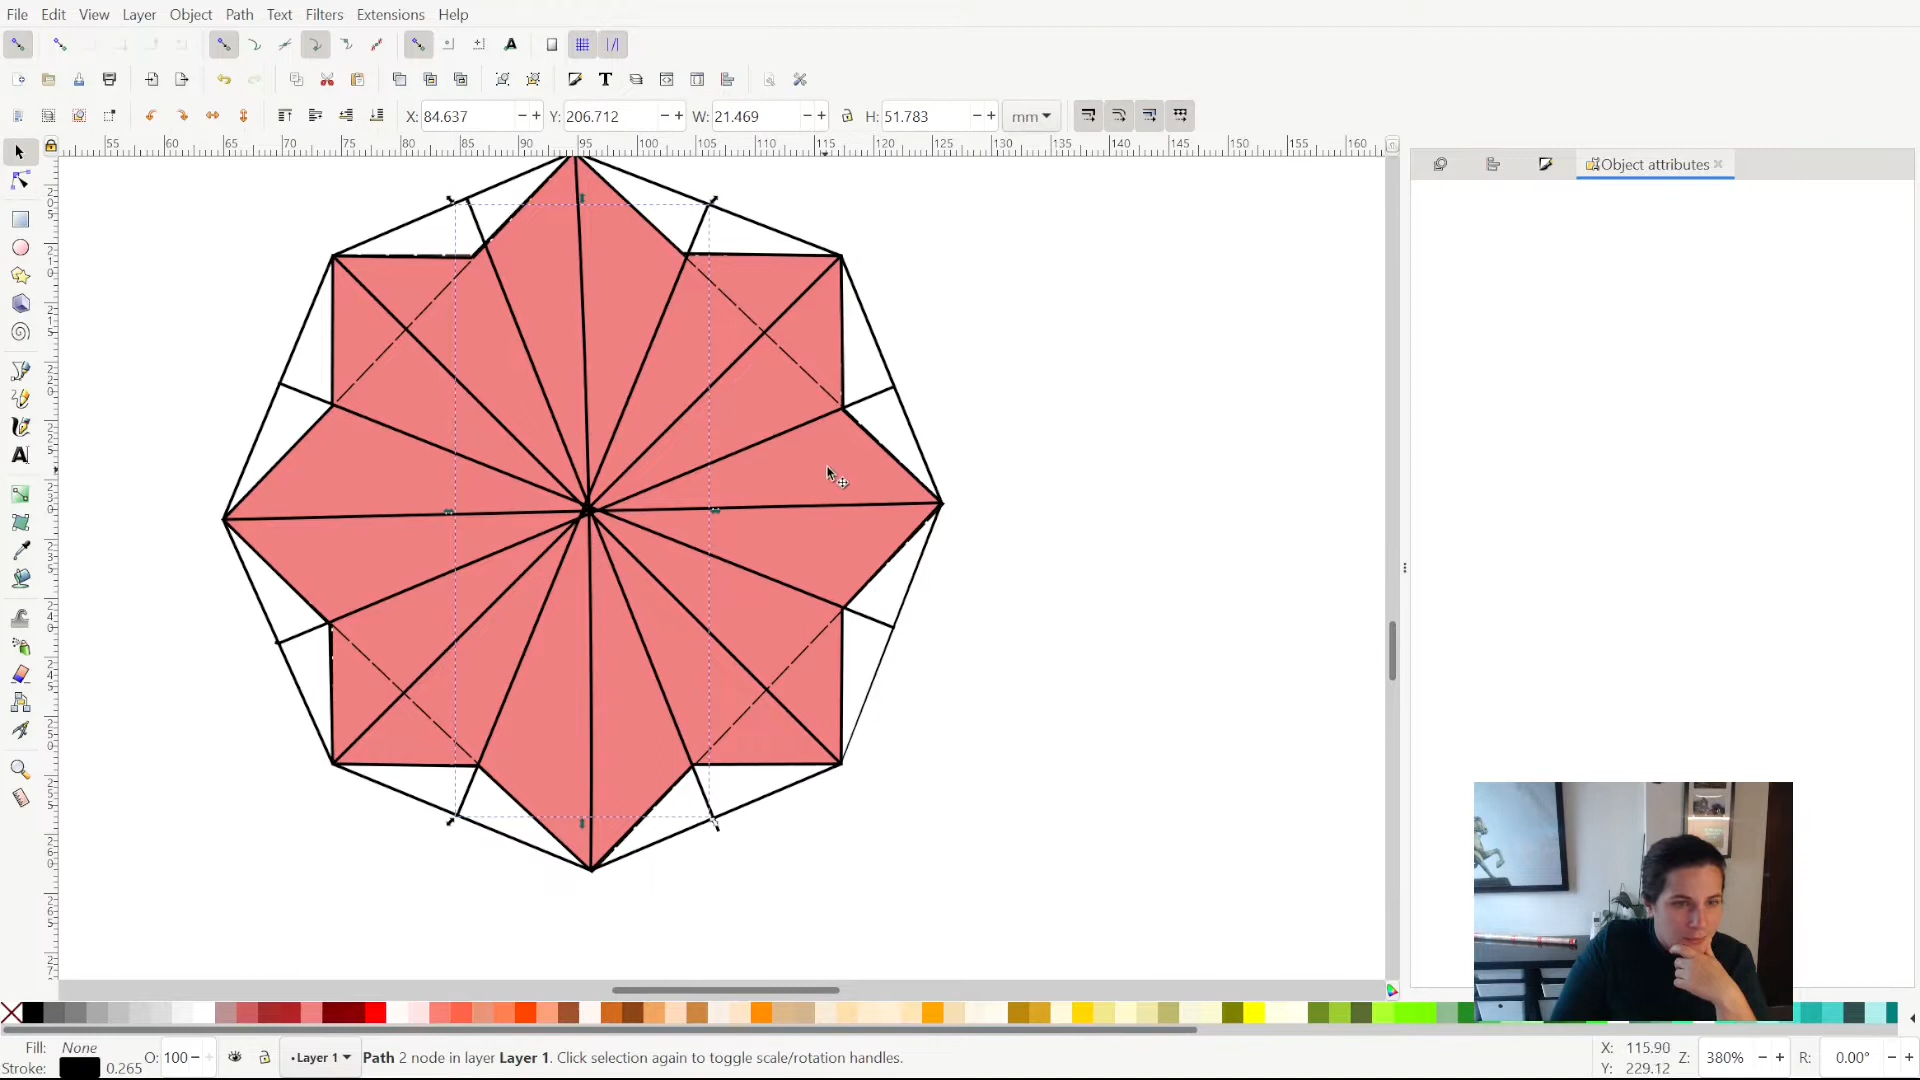 File Edit View Layer Object Path Text Filters Extensions Help
X: 84.637 Y: 206.712 W: 21.469 H: 51.783 mm
55 60 65 70 75 80 85 90 95 100 105 110 115 120 125 130 135 140 145 150 155 160
Object attributes
Fill: None O: 100 Layer 1 Path 2 node in layer Layer 1. Click selection again to toggle scale/rotation handles. X: 115.90 Z: 380% R: 0.00°
Stroke: 0.265 Y: 229.12